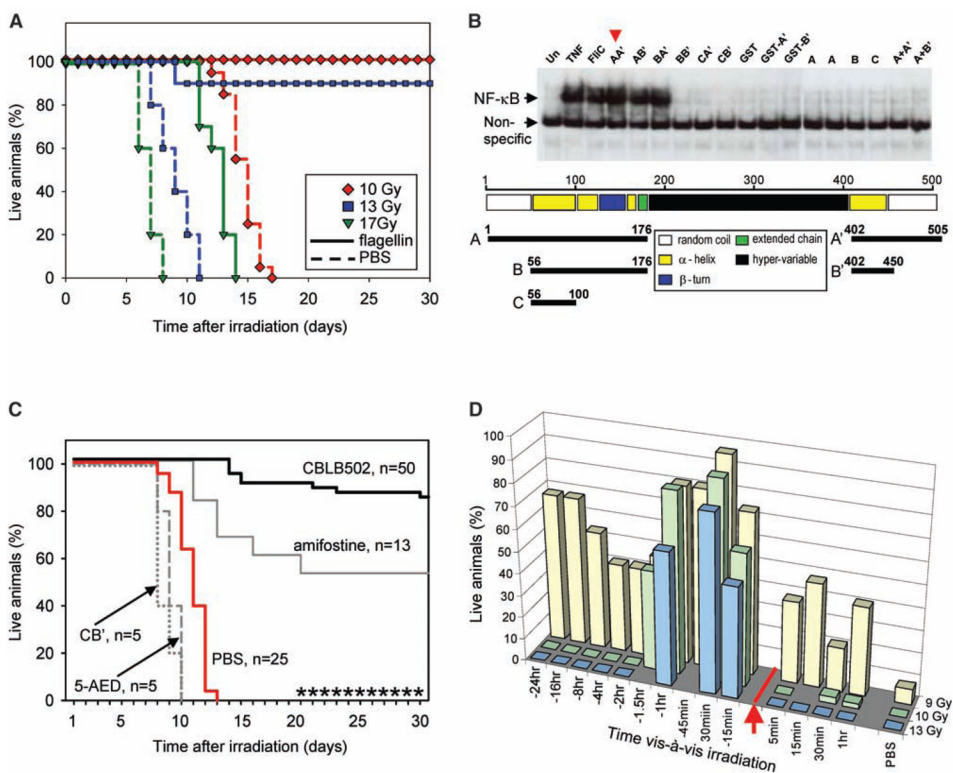 A
Live animals (%)
100
80
60
40
20
0
0 5 10 15 20 25 30
Time after irradiation (days)
10 Gy
13 Gy
17Gy
flagellin
PBS
B
Un TNF FliC AA' AB' BA' BB' CA' CB' GST GST-A' GST-B' A A B C A+A' A+B'
NF-κB
Non-
specific
1 100 200 300 400 500
A 1 176 402 505 A'
B 56 176 402 450 B'
C 56 100
random coil
α-helix
β-turn
extended chain
hyper-variable
C
Live animals (%)
100
80
60
40
20
0
CBLB502, n=50
amifostine, n=13
CB', n=5
5-AED, n=5
PBS, n=25
************
1 5 10 15 20 25 30
Time after irradiation (days)
D
Live animals (%)
100
90
80
70
60
50
40
30
20
10
0
-24hr
-16hr
-8hr
-4hr
-2hr
-1.5hr
-1hr
-45min
30miin
-15min
5min
15min
30min
1hr
PBS
9 Gy
10 Gy
13 Gy
Time vis-à-vis irradiation